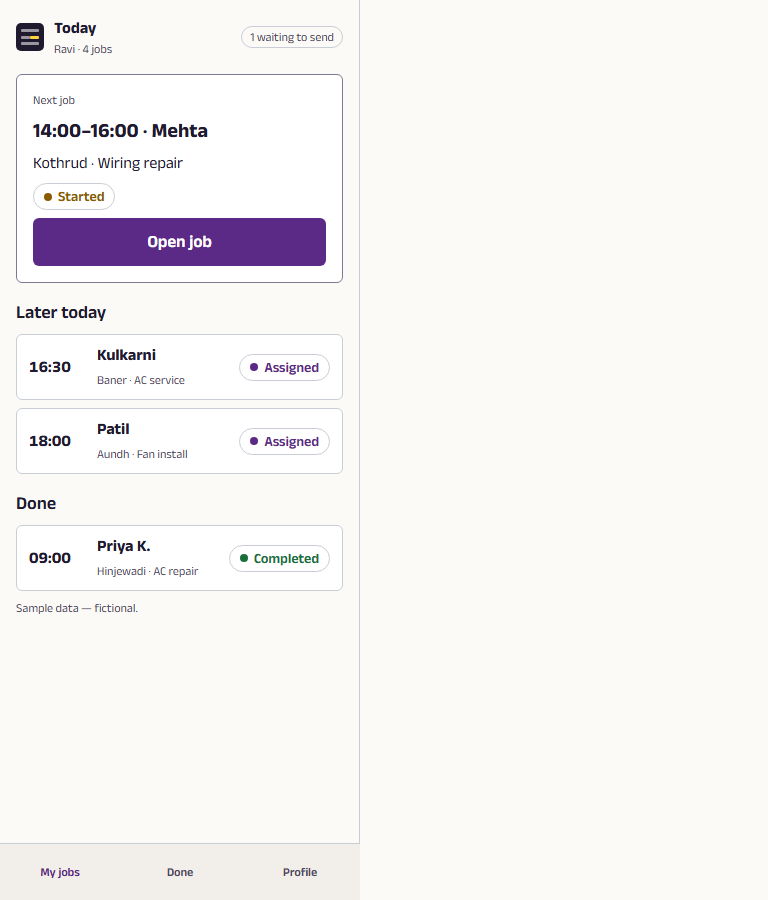 Today
Ravi · 4 jobs
1 waiting to send
Next job
14:00–16:00 · Mehta
Kothrud · Wiring repair
Started
Open job
Later today
16:30
Kulkarni
Baner · AC service
Assigned
18:00
Patil
Aundh · Fan install
Assigned
Done
09:00
Priya K.
Hinjewadi · AC repair
Completed
Sample data — fictional.
My jobs
Done
Profile